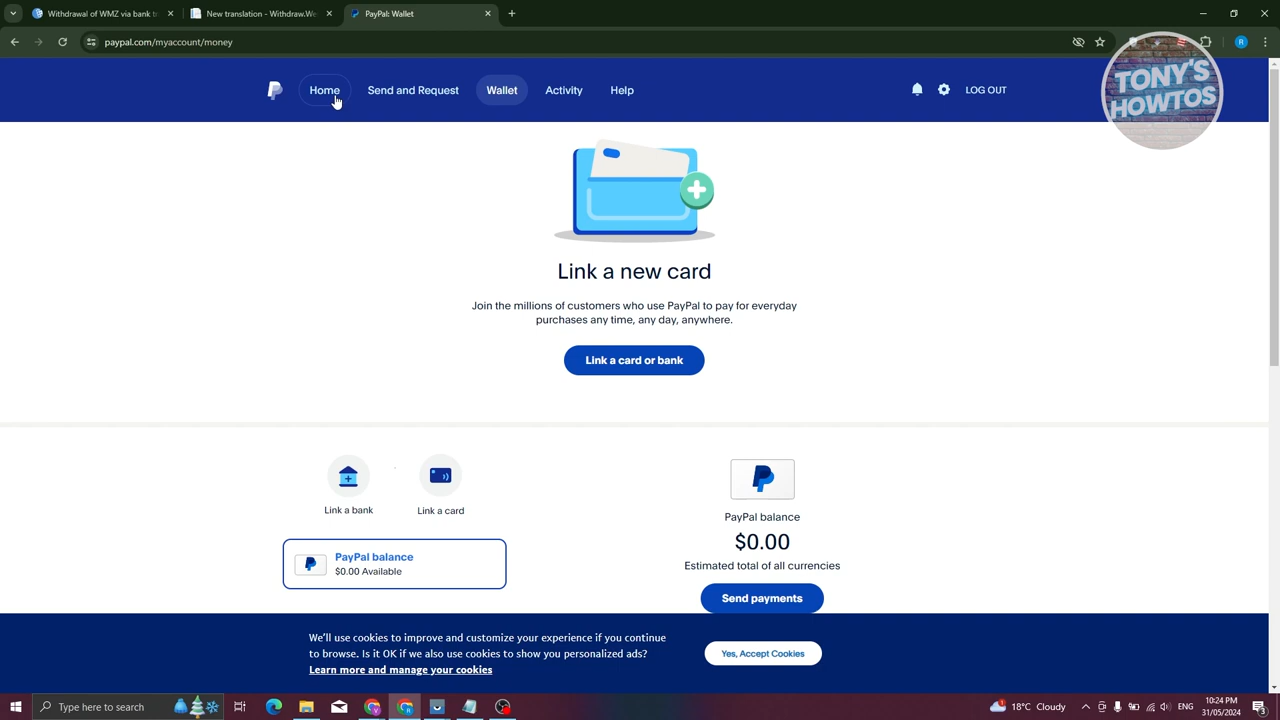 Withdrawal of WMZ via bank t
New translation - Withdraw.We
PayPal: Wallet
paypal.com/myaccount/money
R
Home
Send and Request
Wallet
Activity
Help
LOG OUT
TONY'S
HOWTOS
Link a new card
Join the millions of customers who use PayPal to pay for everyday
purchases any time, any day, anywhere.
Link a card or bank
Link a bank
Link a card
PayPal balance
$0.00 Available
PayPal balance
$0.00
Estimated total of all currencies
Send payments
We'll use cookies to improve and customize your experience if you continue
to browse. Is it OK if we also use cookies to show you personalized ads?
Learn more and manage your cookies
Yes, Accept Cookies
Type here to search
18°C Cloudy
ENG
10:24 PM
31/05/2024